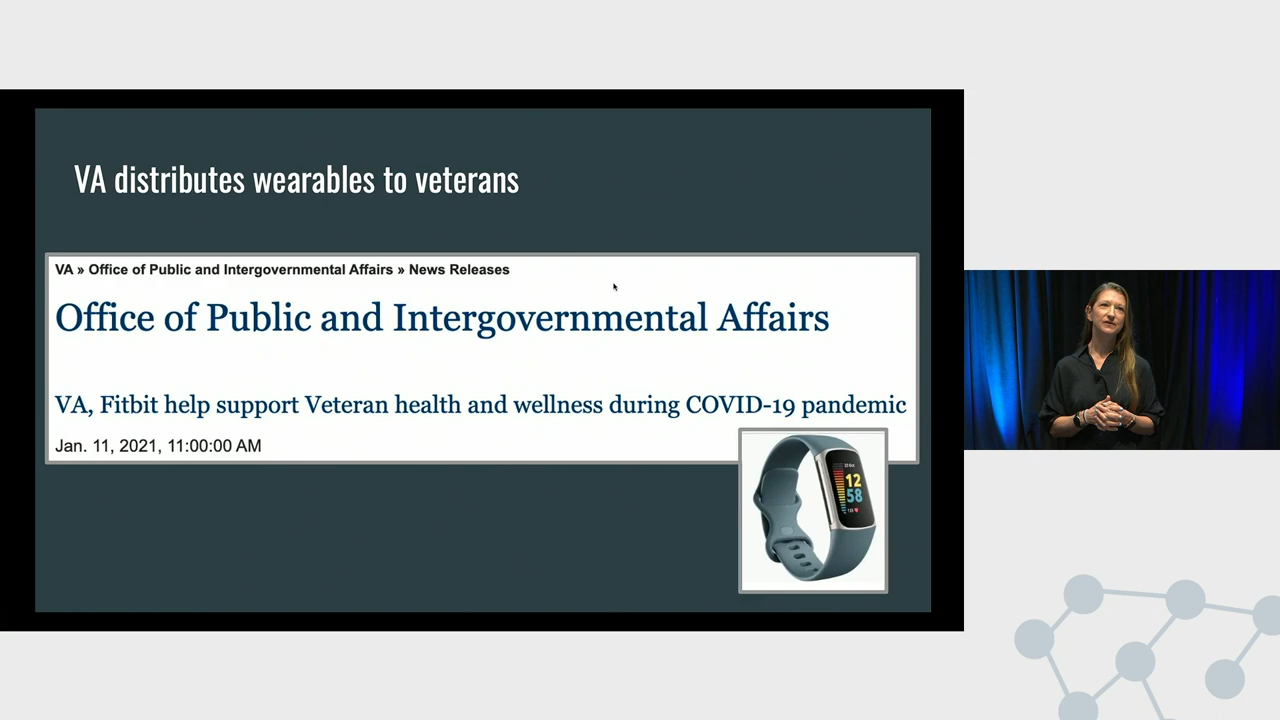 VA distributes wearables to veterans
VA » Office of Public and Intergovernmental Affairs » News Releases
Office of Public and Intergovernmental Affairs
VA, Fitbit help support Veteran health and wellness during COVID-19 pandemic
Jan. 11, 2021, 11:00:00 AM
12
58